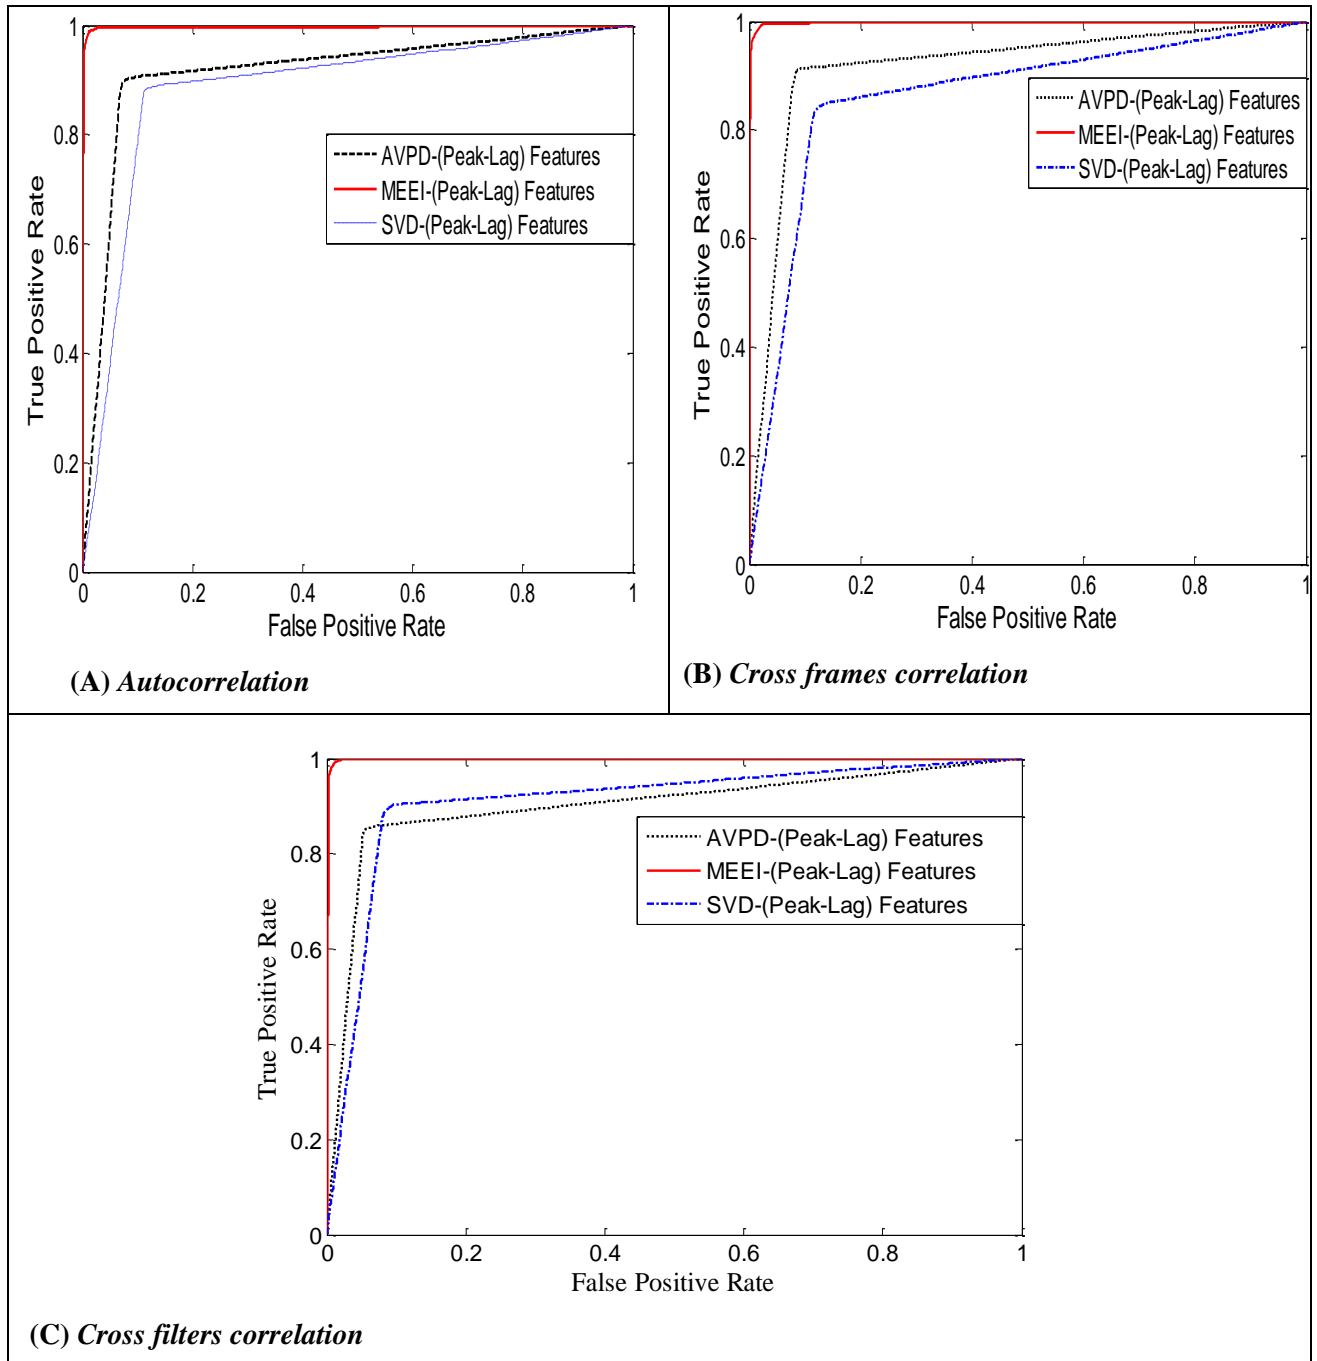 1
0.8
0.6
0.4
0.2
0
True Positive Rate
AVPD-(Peak-Lag) Features
MEEI-(Peak-Lag) Features
SVD-(Peak-Lag) Features
0 0.2 0.4 0.6 0.8 1
False Positive Rate
(A) Autocorrelation
1
0.8
0.6
0.4
0.2
0
True Positive Rate
AVPD-(Peak-Lag) Features
MEEI-(Peak-Lag) Features
SVD-(Peak-Lag) Features
0 0.2 0.4 0.6 0.8 1
False Positive Rate
(B) Cross frames correlation
1
0.8
0.6
0.4
0.2
0
True Positive Rate
AVPD-(Peak-Lag) Features
MEEI-(Peak-Lag) Features
SVD-(Peak-Lag) Features
0 0.2 0.4 0.6 0.8 1
False Positive Rate
(C) Cross filters correlation